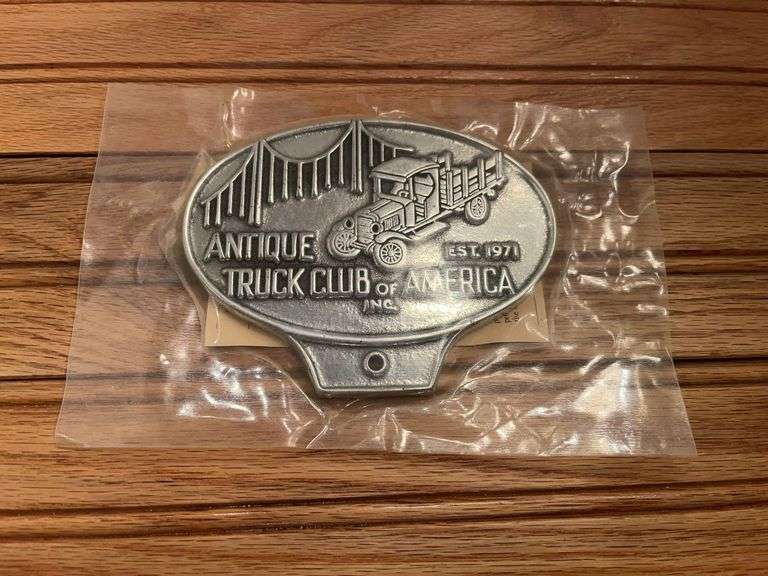 ANTIQUE
EST. 1971
TRUCK CLUB OF AMERICA
INC.